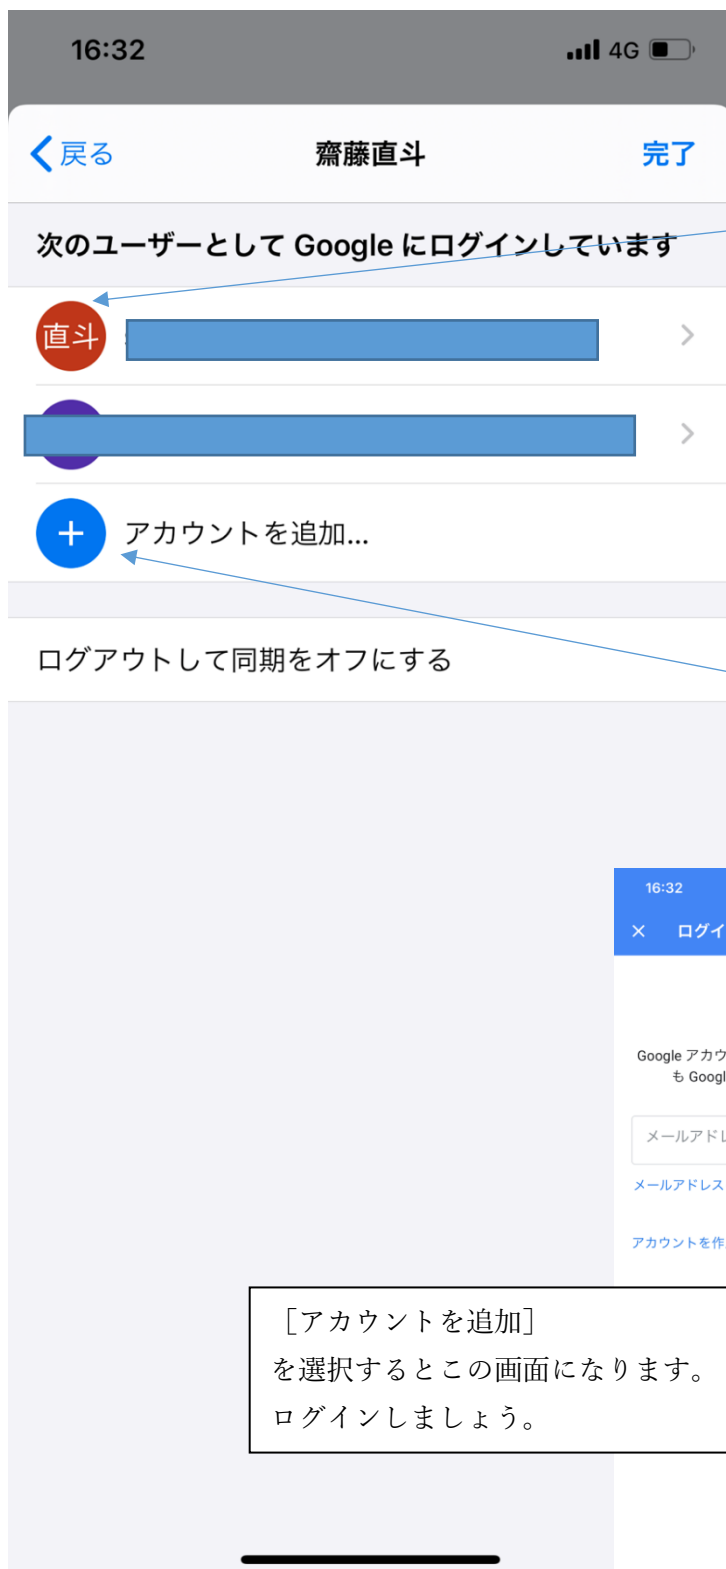 16:32
4G
戻る
齋藤直斗
完了
次のユーザーとして Google にログインしています
直斗
アカウントを追加...
ログアウトして同期をオフにする
16:32
ログイ
Google アカウ
も Googl
メールアド
メールアドレス
アカウントを作
［アカウントを追加］
を選択するとこの画面になります。
ログインしましょう。